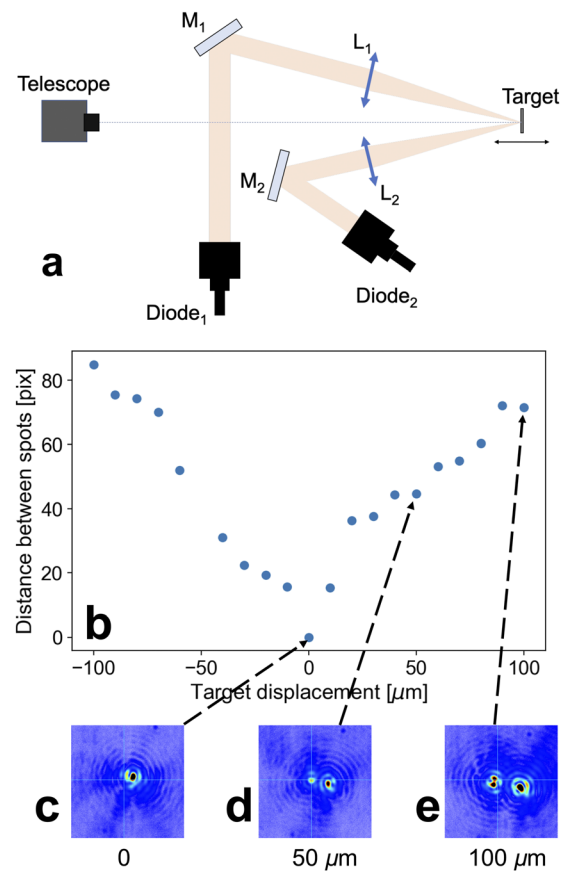 M1
L1
Telescope
Target
M2
L2
a
Diode1
Diode2
Distance between spots [pix]
80
60
40
20
0
b
−100
−50
0
50
100
Target displacement [μm]
c
d
e
0
50 μm
100 μm